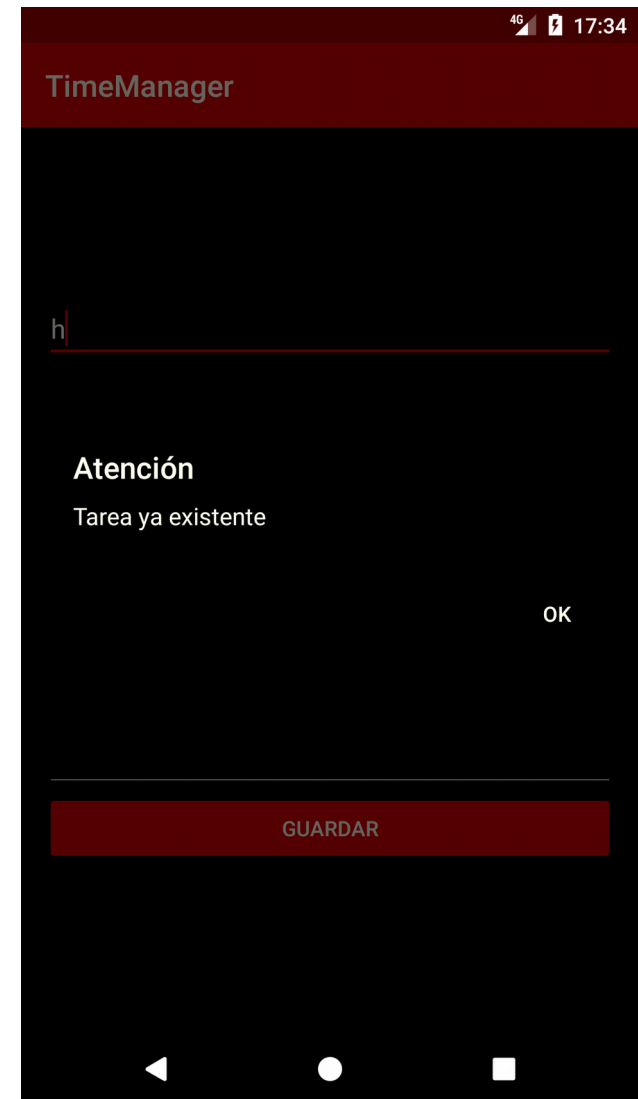 4G 17:34
TimeManager
h
Atención
Tarea ya existente
OK
GUARDAR